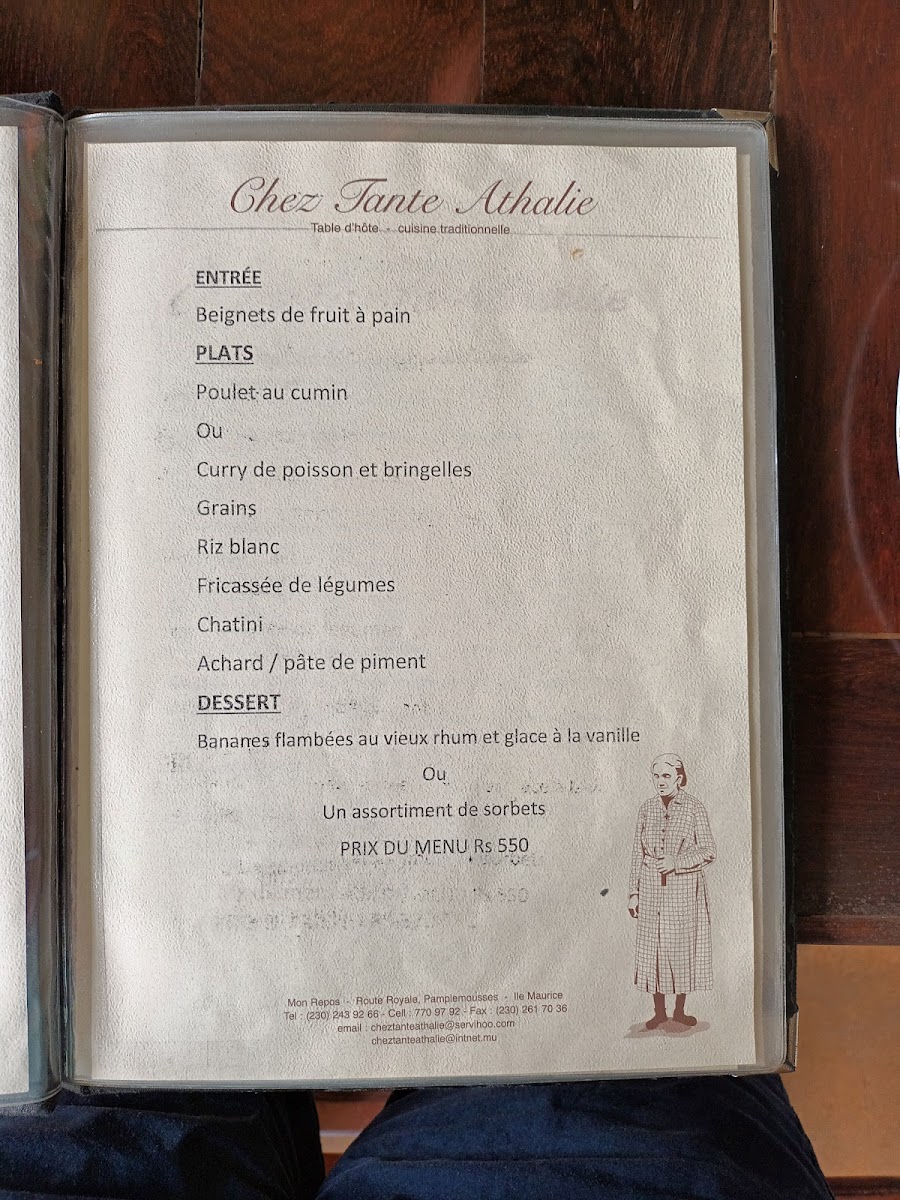 Chez Tante Athalie
Table d'hôte - cuisine traditionnelle
ENTRÉE
Beignets de fruit à pain
PLATS
Poulet au cumin
Ou
Curry de poisson et bringelles
Grains
Riz blanc
Fricassée de légumes
Chatini
Achard / pâte de piment
DESSERT
Bananes flambées au vieux rhum et glace à la vanille
Ou
Un assortiment de sorbets
PRIX DU MENU Rs 550
Mon Repos - Route Royale, Pamplemousses - Ile Maurice
Tel : (230) 243 92 66 - Cell : 770 97 92 - Fax : (230) 261 70 36
email : cheztanteathalie@servihoo.com
cheztanteathalie@intnet.mu